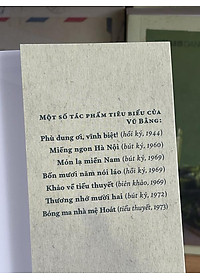 MỘT SỐ TÁC PHẨM TIÊU BIỂU CỦA
VŨ BẰNG:
Phù dung ơi, vĩnh biệt! (hồi ký, 1944)
Miếng ngon Hà Nội (bút ký, 1960)
Món lạ miền Nam (bút ký, 1969)
Bốn mươi năm nói láo (hồi ký, 1969)
Khảo về tiểu thuyết (biên khảo, 1969)
Thương nhớ mười hai (bút ký, 1972)
Bóng ma nhà mệ Hoát (tiểu thuyết, 1973)